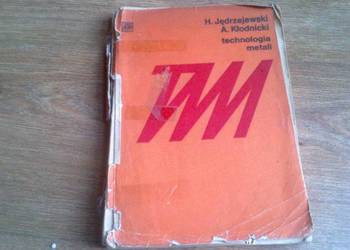 H. Jędrzejewski
A. Kłodnicki
technologia
metali
TM